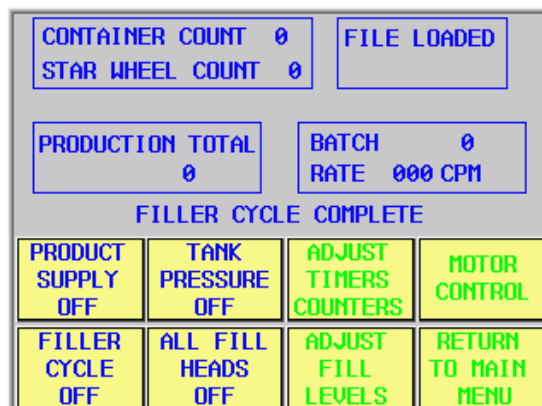 CONTAINER COUNT 0
STAR WHEEL COUNT 0
FILE LOADED
PRODUCTION TOTAL
0
BATCH 0
RATE 000 CPM
FILLER CYCLE COMPLETE
PRODUCT
SUPPLY
OFF
TANK
PRESSURE
OFF
ADJUST
TIMERS
COUNTERS
MOTOR
CONTROL
FILLER
CYCLE
OFF
ALL FILL
HEADS
OFF
ADJUST
FILL
LEVELS
RETURN
TO MAIN
MENU